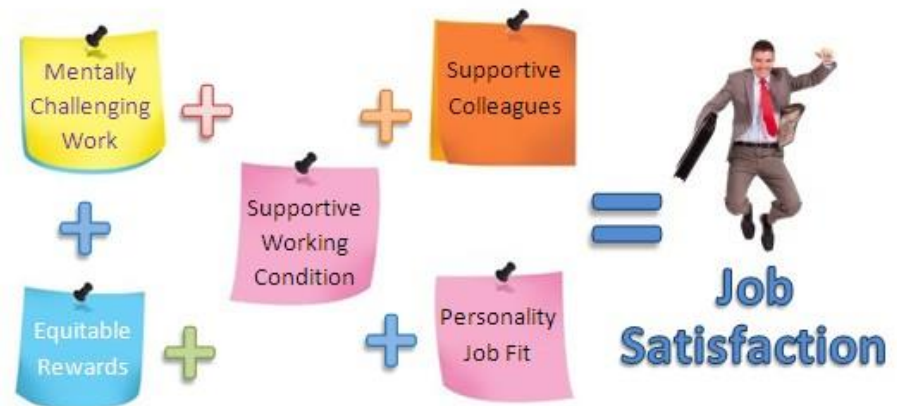 Mentally
Challenging
Work
Supportive
Colleagues
Supportive
Working
Condition
Equitable
Rewards
Personality
Job Fit
Job
Satisfaction